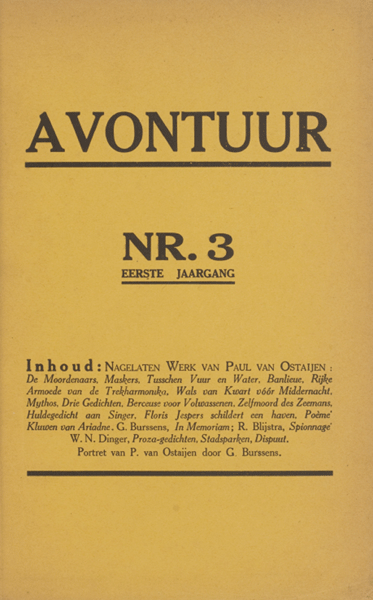 AVONTUUR
NR. 3
EERSTE JAARGANG
Inhoud: NAGELATEN WERK VAN PAUL VAN OSTAIJEN :
De Moordenaars, Maskers, Tusschen Vuur en Water, Banlieue, Rijke
Armoede van de Trekharmonika, Wals van Kwart vóór Middernacht,
Mythos, Drie Gedichten, Berceuse voor Volwassenen, Zelfmoord des Zeemans,
Huldegedicht aan Singer, Floris Jespers schildert een haven, Poème
Kluwen van Ariadne. G. Burssens, In Memoriam; R. Blijstra, Spionnage
W. N. Dinger, Proza-gedichten, Stadsparken, Dispuut.
Portret van P. van Ostaijen door G. Burssens.